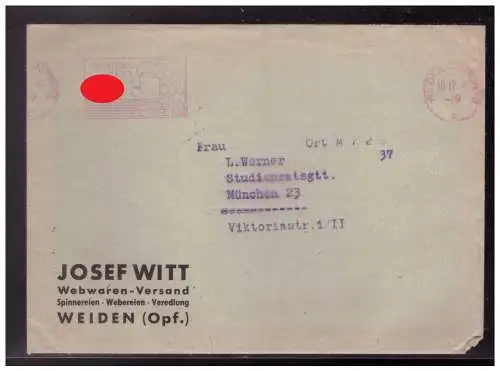 Frau
Ort M / 2
37
L.Werner
Studienratsgtt.
München 23
Viktoriastr.1/II
JOSEF WITT
Webwaren-Versand
Spinnereien - Webereien - Veredlung
WEIDEN (Opf.)